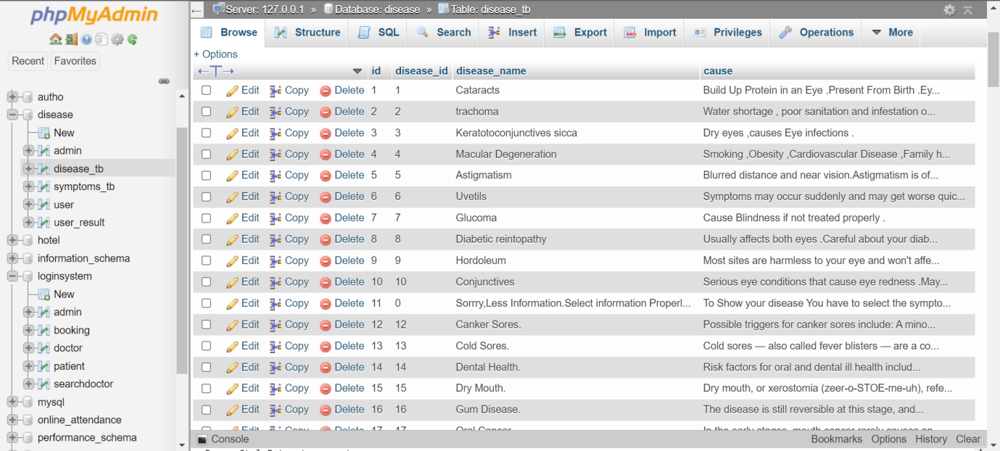 phpMyAdmin
Recent Favorites
autho
disease
New
admin
disease_tb
symptoms_tb
user
user_result
hotel
information_schema
loginsystem
New
admin
booking
doctor
patient
searchdoctor
mysql
online_attendance
performance_schema
Server: 127.0.0.1 » Database: disease » Table: disease_tb
Browse Structure SQL Search Insert Export Import Privileges Operations More
+ Options
id disease_id disease_name cause
Edit Copy Delete 1 1 Cataracts Build Up Protein in an Eye .Present From Birth .Ey...
Edit Copy Delete 2 2 trachoma Water shortage , poor sanitation and infestation o...
Edit Copy Delete 3 3 Keratotoconjunctives sicca Dry eyes ,causes Eye infections .
Edit Copy Delete 4 4 Macular Degeneration Smoking ,Obesity ,Cardiovascular Disease ,Family h...
Edit Copy Delete 5 5 Astigmatism Blurred distance and near vision.Astigmatism is of...
Edit Copy Delete 6 6 Uvetils Symptoms may occur suddenly and may get worse quic...
Edit Copy Delete 7 7 Glucoma Cause Blindness if not treated properly .
Edit Copy Delete 8 8 Diabetic reintopathy Usually affects both eyes .Careful about your diab...
Edit Copy Delete 9 9 Hordoleum Most sites are harmless to your eye and won't affe...
Edit Copy Delete 10 10 Conjunctives Serious eye conditions that cause eye redness .May...
Edit Copy Delete 11 0 Sorrry,Less Information.Select information Properl... To Show your disease You have to select the sympto...
Edit Copy Delete 12 12 Canker Sores. Possible triggers for canker sores include: A mino...
Edit Copy Delete 13 13 Cold Sores. Cold sores — also called fever blisters — are a co...
Edit Copy Delete 14 14 Dental Health. Risk factors for oral and dental ill health includ...
Edit Copy Delete 15 15 Dry Mouth. Dry mouth, or xerostomia (zeer-o-STOE-me-uh), refe...
Edit Copy Delete 16 16 Gum Disease. The disease is still reversible at this stage, and...
Edit Copy Delete 17 17 Oral Cancer In the early stages, mouth cancer rarely causes an
Console Bookmarks Options History Clear